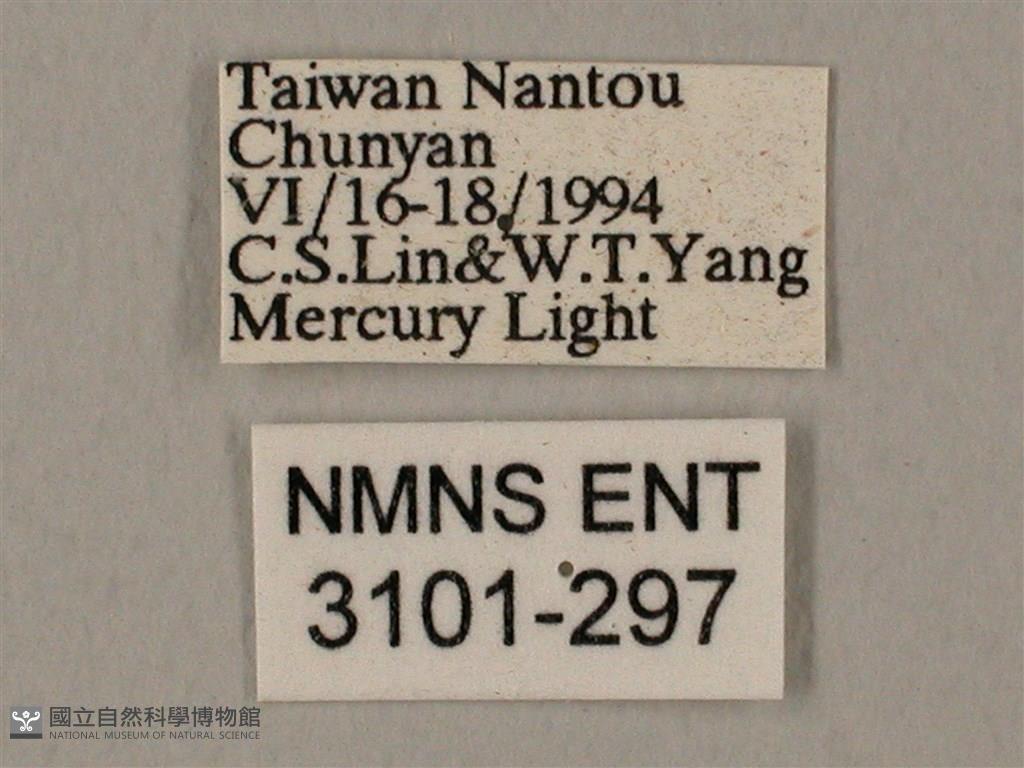 Taiwan Nantou
Chunyan
VI/16-18/1994
C.S.Lin&W.T.Yang
Mercury Light
NMNS ENT
3101-297
國立自然科學博物館
NATIONAL MUSEUM OF NATURAL SCIENCE